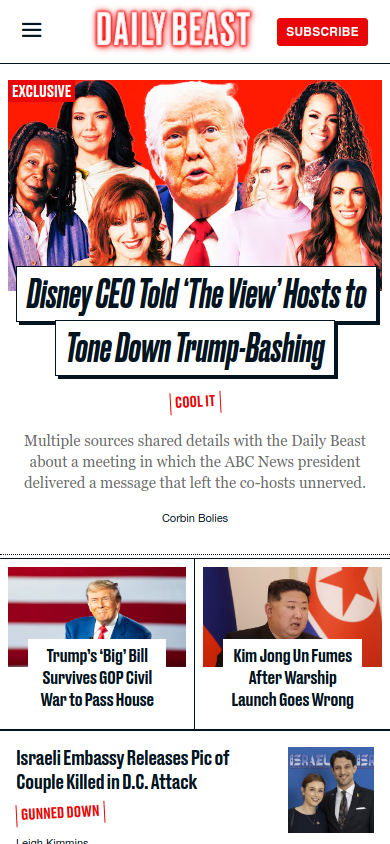 DAILY BEAST
SUBSCRIBE
EXCLUSIVE
Disney CEO Told ‘The View’ Hosts to
Tone Down Trump-Bashing
COOL IT
Multiple sources shared details with the Daily Beast
about a meeting in which the ABC News president
delivered a message that left the co-hosts unnerved.
Corbin Bolies
Trump’s ‘Big’ Bill
Survives GOP Civil
War to Pass House
Kim Jong Un Fumes
After Warship
Launch Goes Wrong
Israeli Embassy Releases Pic of
Couple Killed in D.C. Attack
GUNNED DOWN
Leigh Kimmins